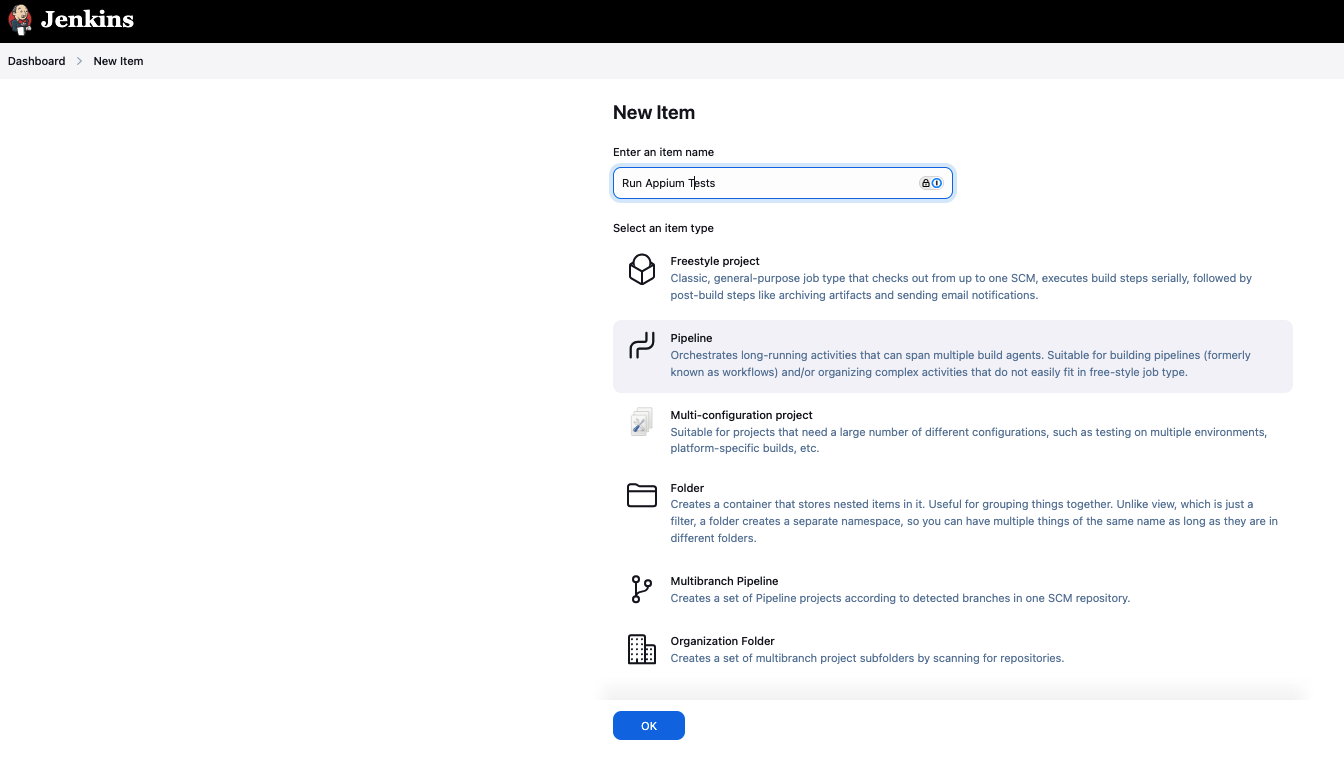 Jenkins
Dashboard > New Item
New Item
Enter an item name
Run Appium Tests
Select an item type
Freestyle project
Classic, general-purpose job type that checks out from up to one SCM, executes build steps serially, followed by
post-build steps like archiving artifacts and sending email notifications.
Pipeline
Orchestrates long-running activities that can span multiple build agents. Suitable for building pipelines (formerly
known as workflows) and/or organizing complex activities that do not easily fit in free-style job type.
Multi-configuration project
Suitable for projects that need a large number of different configurations, such as testing on multiple environments,
platform-specific builds, etc.
Folder
Creates a container that stores nested items in it. Useful for grouping things together. Unlike view, which is just a
filter, a folder creates a separate namespace, so you can have multiple things of the same name as long as they are in
different folders.
Multibranch Pipeline
Creates a set of Pipeline projects according to detected branches in one SCM repository.
Organization Folder
Creates a set of multibranch project subfolders by scanning for repositories.
OK